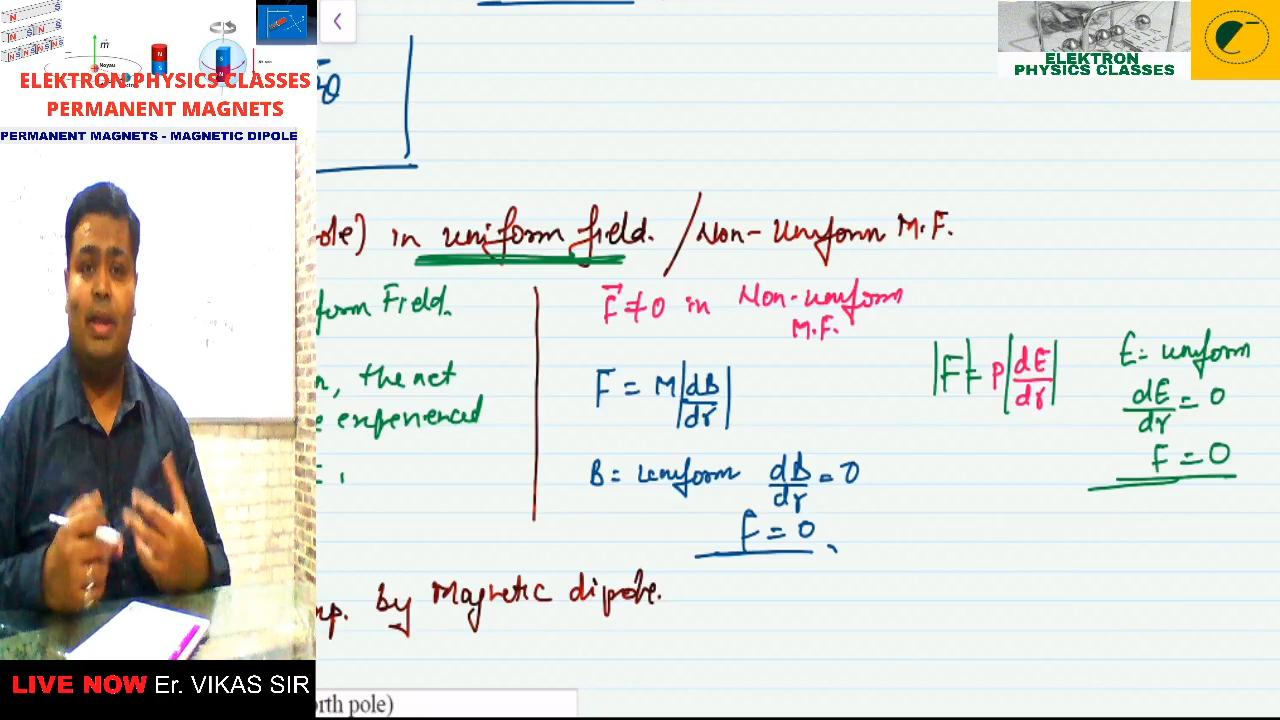 ELEKTRON PHYSICS CLASSES
PERMANENT MAGNETS
PERMANENT MAGNETS - MAGNETIC DIPOLE
ELEKTRON
PHYSICS CLASSES
ole) in uniform field. / Non-Uniform M.F.
form Field.
n, the net
e experienced
F⃗ ≠ 0 in Non-uniform
M.F.
F = M|dB/dr|
B = uniform dB/dr = 0
F = 0
|F| = P|dE/dr|
E = uniform
dE/dr = 0
F = 0
mp. by Magnetic dipole.
LIVE NOW Er. VIKAS SIR
orth pole)